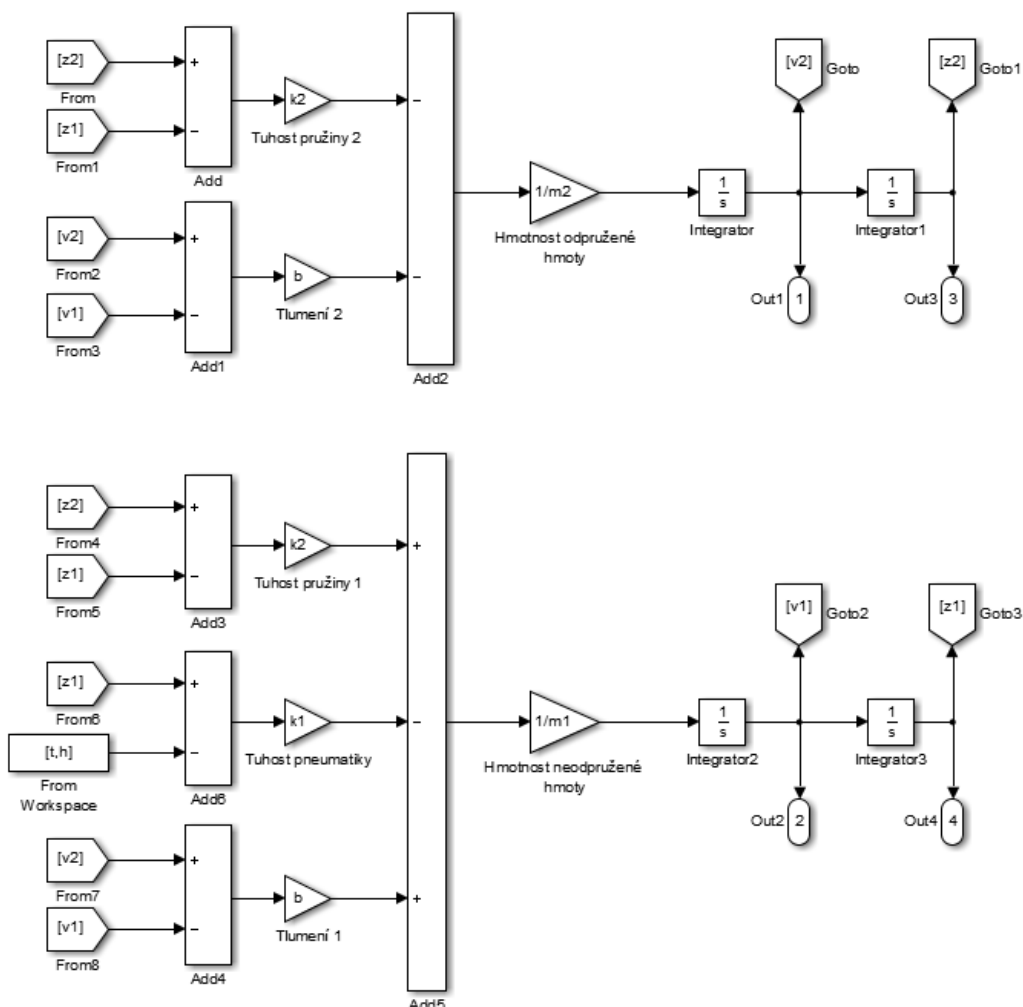 [z2]
From
[z1]
From1
+
−
Add
k2
Tuhost pružiny 2
[v2]
From2
[v1]
From3
+
−
Add1
b
Tlumení 2
−
−
Add2
1/m2
Hmotnost odpružené
hmoty
1
s
Integrator
[v2]
Goto
Out1
1
1
s
Integrator1
[z2]
Goto1
Out3
3
[z2]
From4
[z1]
From5
+
−
Add3
k2
Tuhost pružiny 1
[z1]
From6
[t,h]
From
Workspace
+
−
Add6
k1
Tuhost pneumatiky
[v2]
From7
[v1]
From8
+
−
Add4
b
Tlumení 1
+
−
+
Add5
1/m1
Hmotnost neodpružené
hmoty
1
s
Integrator2
[v1]
Goto2
Out2
2
1
s
Integrator3
[z1]
Goto3
Out4
4